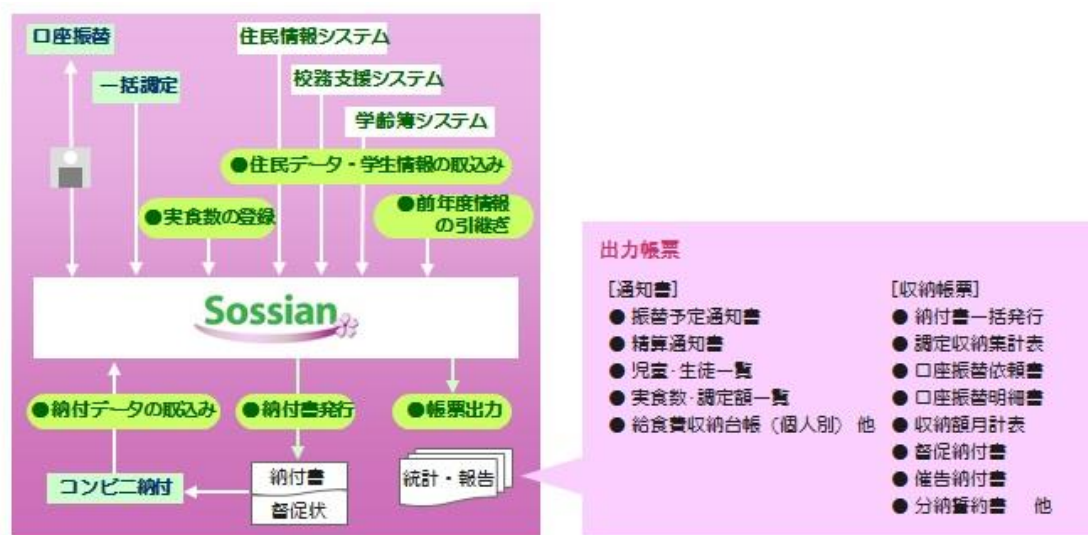 口座振替
一括調定
住民情報システム
校務支援システム
学齢簿システム
●住民データ・学生情報の取込み
●実食数の登録
●前年度情報
の引継ぎ
Sossian
●納付データの取込み
●納付書発行
●帳票出力
コンビニ納付
納付書
督促状
統計・報告
出力帳票
[通知書]
● 振替予定通知書
● 精算通知書
● 児童・生徒一覧
● 実食数・調定額一覧
● 給食費収納台帳（個人別） 他
[収納帳票]
● 納付書一括発行
● 調定収納集計表
● 口座振替依頼書
● 口座振替明細書
● 収納額月計表
● 督促納付書
● 催告納付書
● 分納誓約書 他